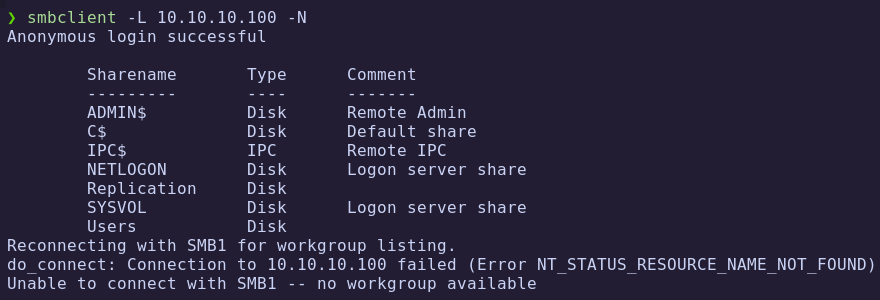 ❯ smbclient -L 10.10.10.100 -N
Anonymous login successful
Sharename Type Comment
--------- ---- -------
ADMIN$ Disk Remote Admin
C$ Disk Default share
IPC$ IPC Remote IPC
NETLOGON Disk Logon server share
Replication Disk
SYSVOL Disk Logon server share
Users Disk
Reconnecting with SMB1 for workgroup listing.
do_connect: Connection to 10.10.10.100 failed (Error NT_STATUS_RESOURCE_NAME_NOT_FOUND)
Unable to connect with SMB1 -- no workgroup available